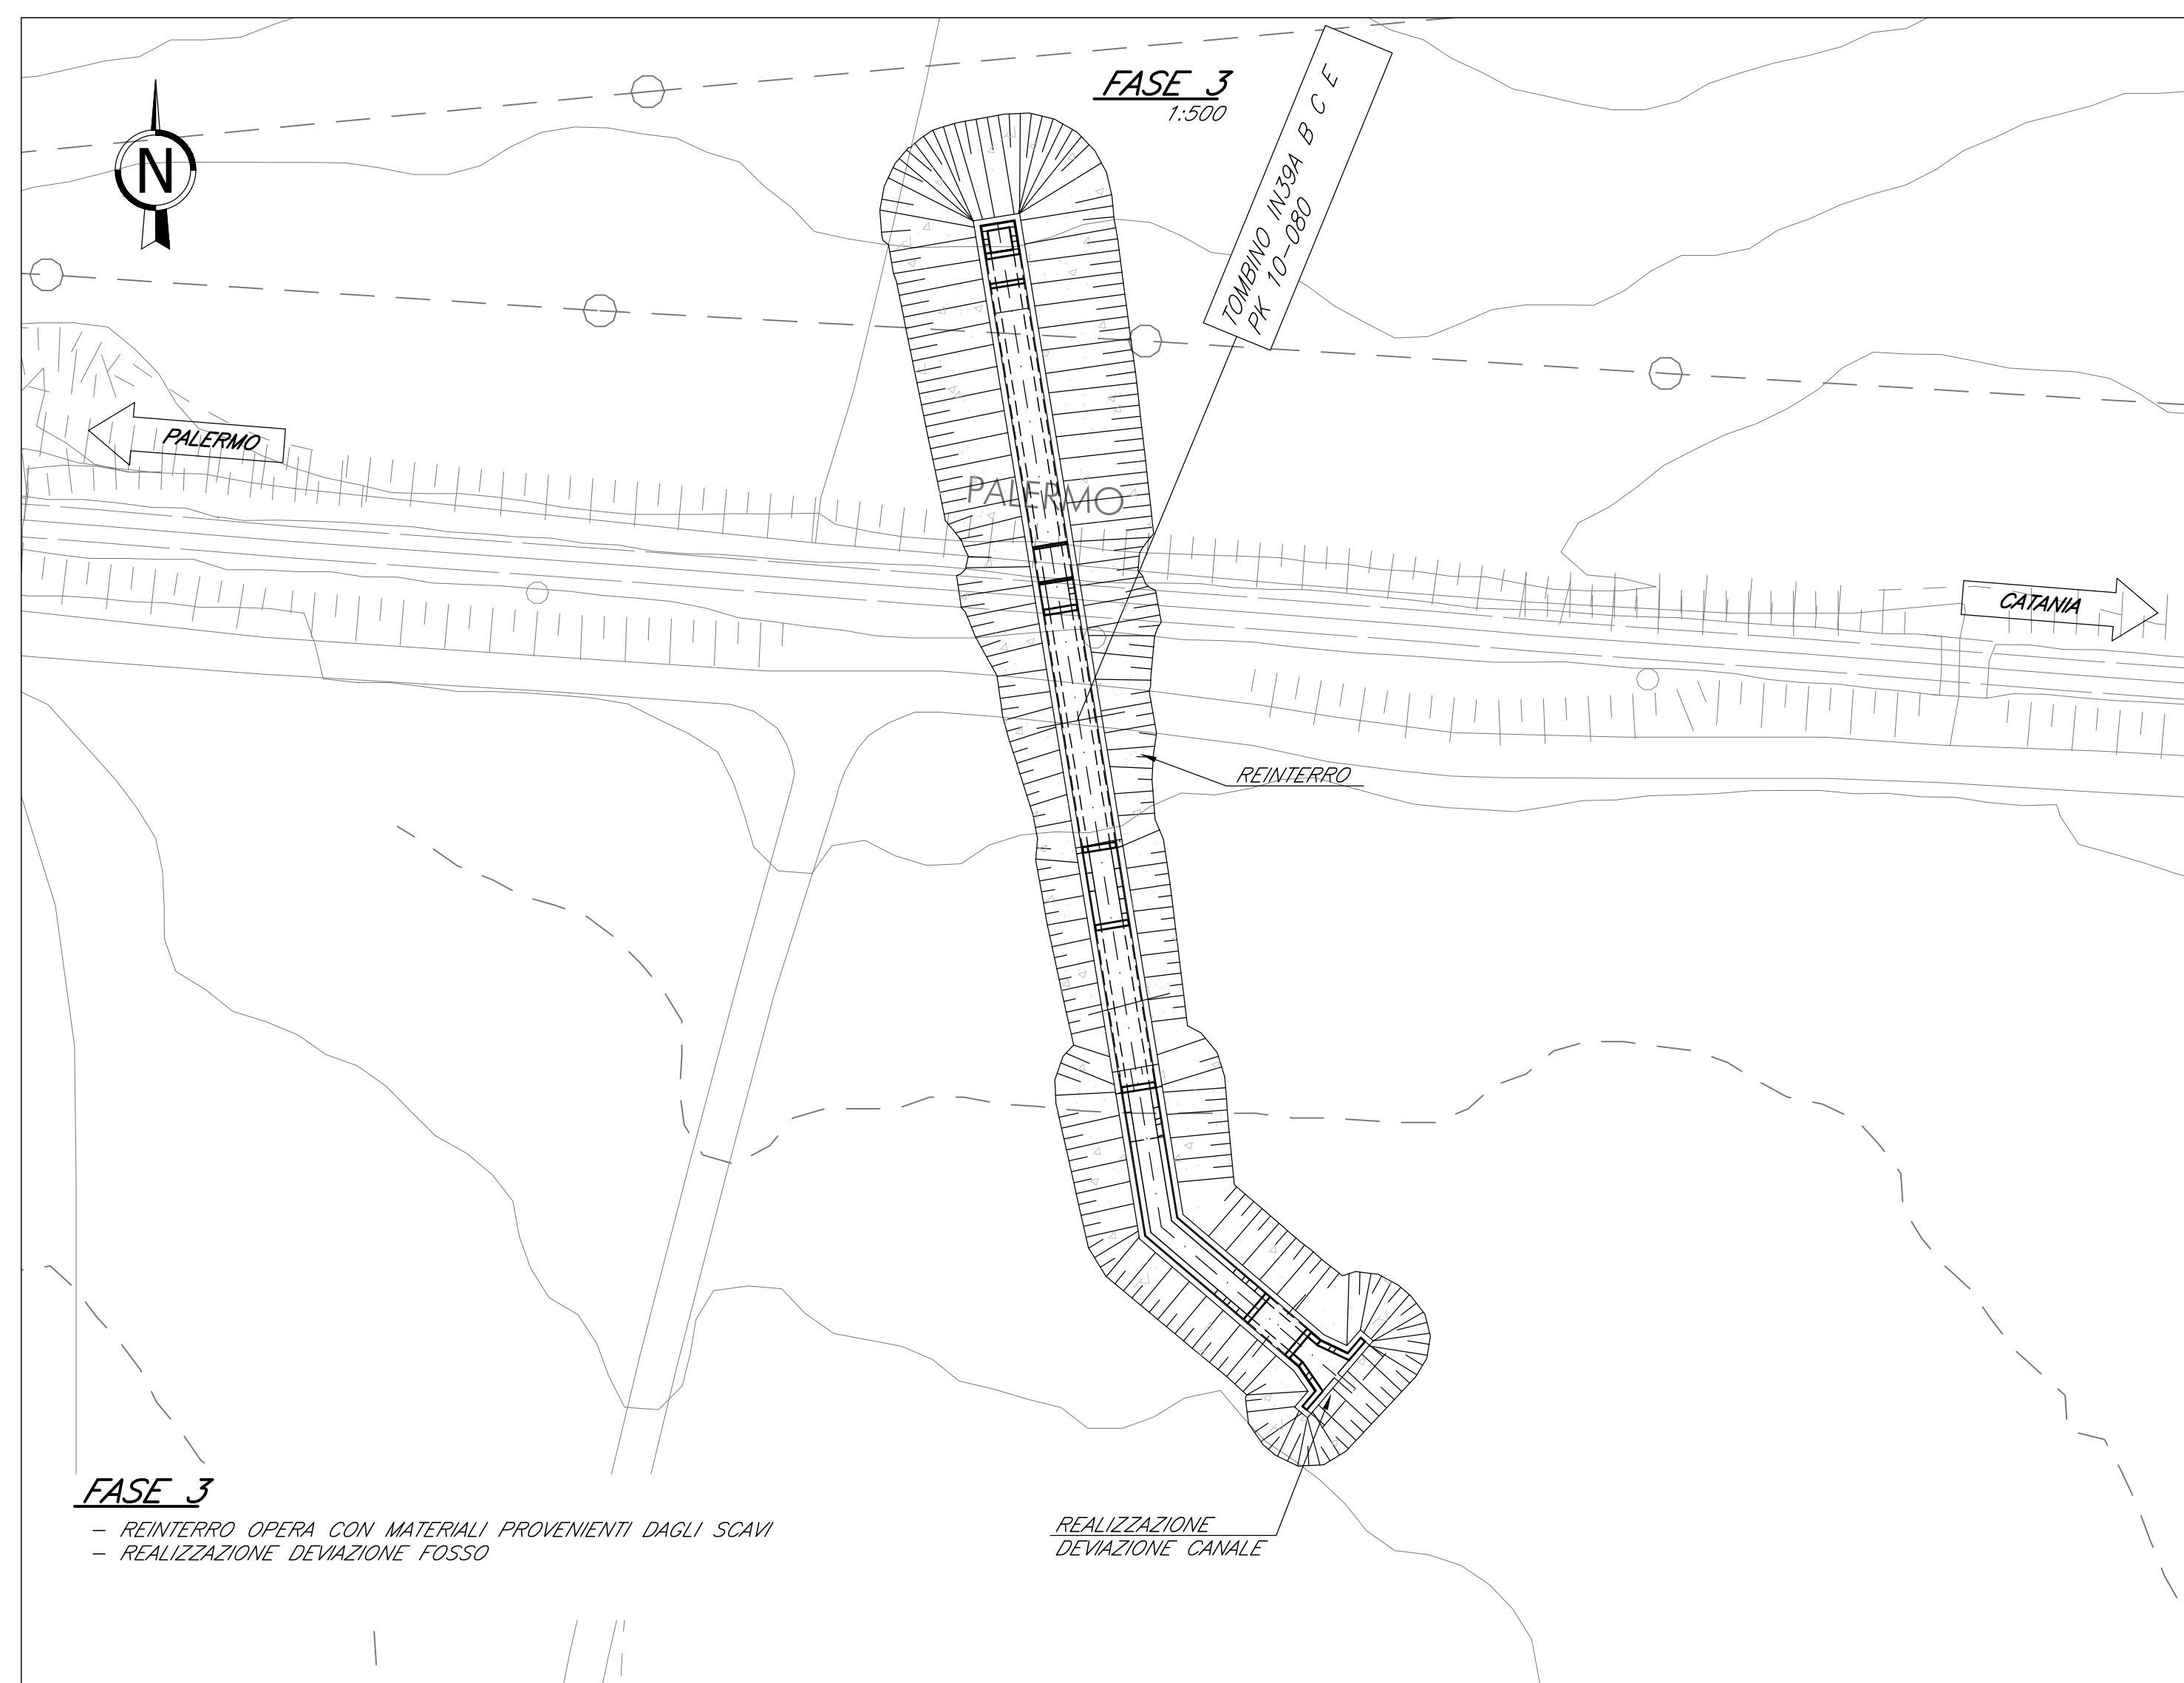 FASE 3
1:500
TOMBINO IN39A B C E
PK 10-080
N
PALERMO
PALERMO
CATANIA
REINTERRO
FASE 3
- REINTERRO OPERA CON MATERIALI PROVENIENTI DAGLI SCAVI
- REALIZZAZIONE DEVIAZIONE FOSSO
REALIZZAZIONE
DEVIAZIONE CANALE